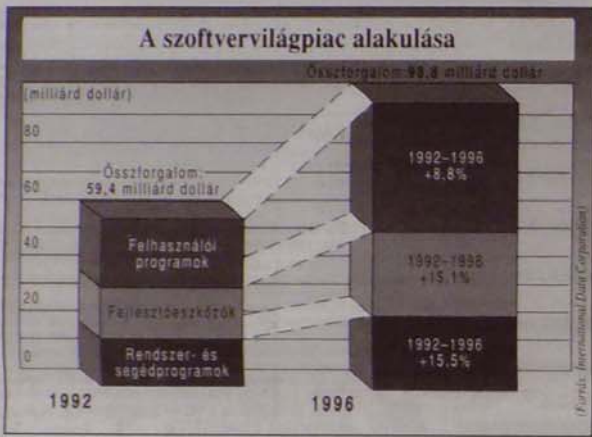 A szoftvervilágpiac alakulása
Összforgalom: 98,8 milliárd dollár
(milliárd dollár)
80
60
40
20
0
Összforgalom:
59,4 milliárd dollár
Felhasználói
programok
Fejlesztőeszközök
Rendszer- és
segédprogramok
1992–1996
+8,8%
1992–1996
+15,1%
1992–1996
+15,5%
1992
1996
(Forrás: International Data Corporation)